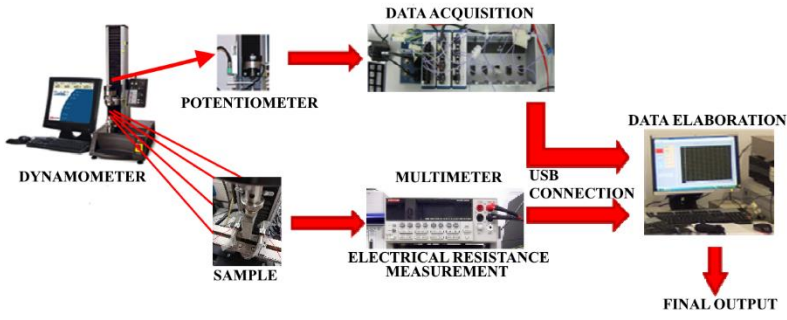 DATA ACQUISITION
POTENTIOMETER
DATA ELABORATION
DYNAMOMETER
MULTIMETER
USB
CONNECTION
SAMPLE
ELECTRICAL RESISTANCE
MEASUREMENT
FINAL OUTPUT